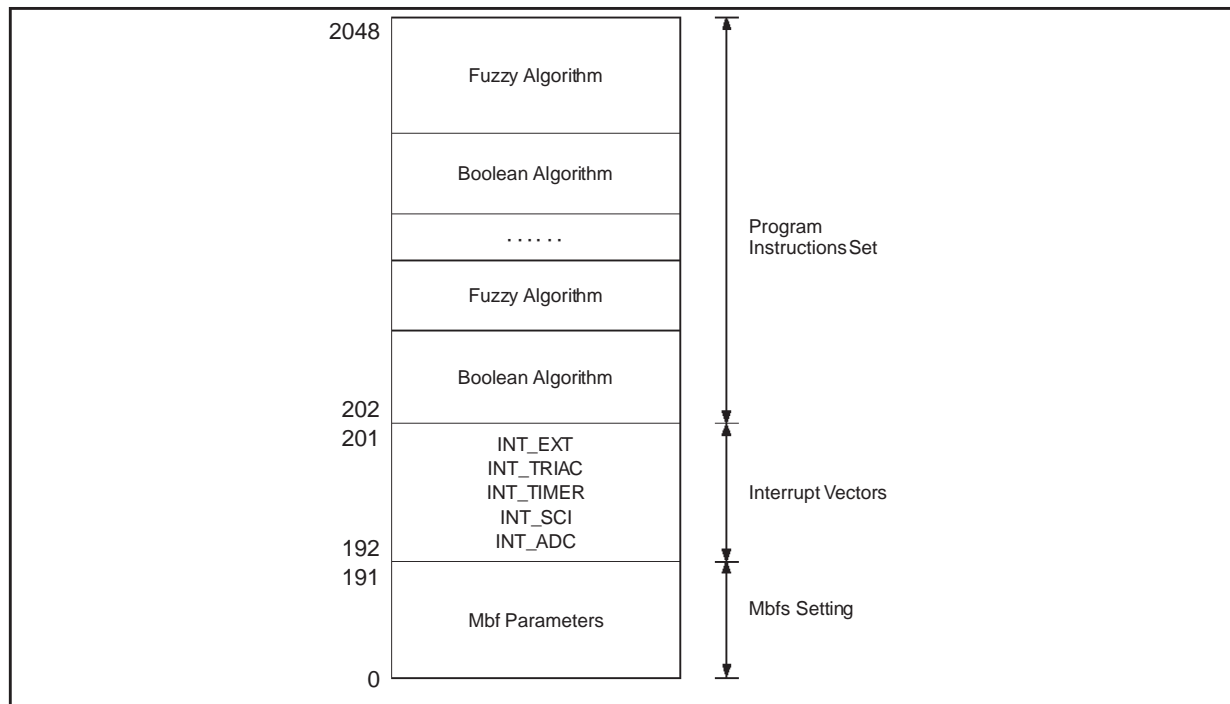 2048
Fuzzy Algorithm
Boolean Algorithm
......
Program
Instructions Set
Fuzzy Algorithm
Boolean Algorithm
202
201
INT_EXT
INT_TRIAC
INT_TIMER
INT_SCI
INT_ADC
Interrupt Vectors
192
191
Mbf Parameters
Mbfs Setting
0